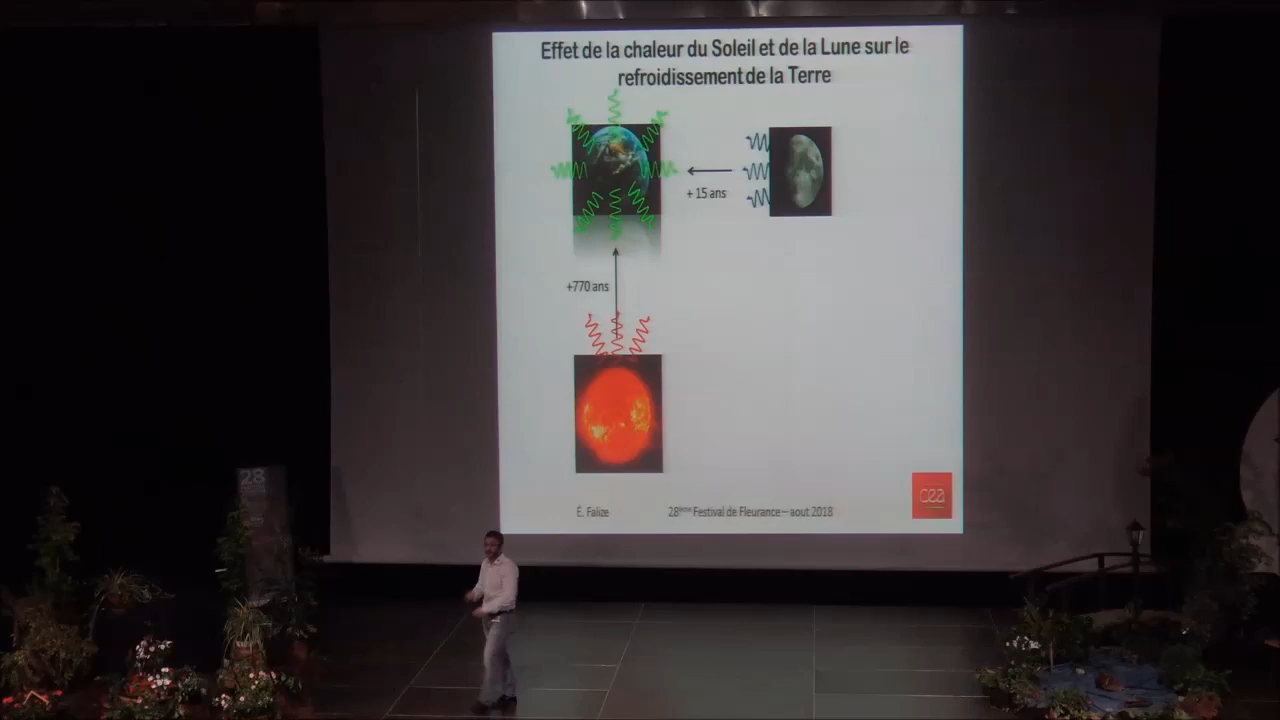 Effet de la chaleur du Soleil et de la Lune sur le
refroidissement de la Terre
+ 15 ans
+770 ans
cea
É. Falize
28ème Festival de Fleurance – aout 2018
28